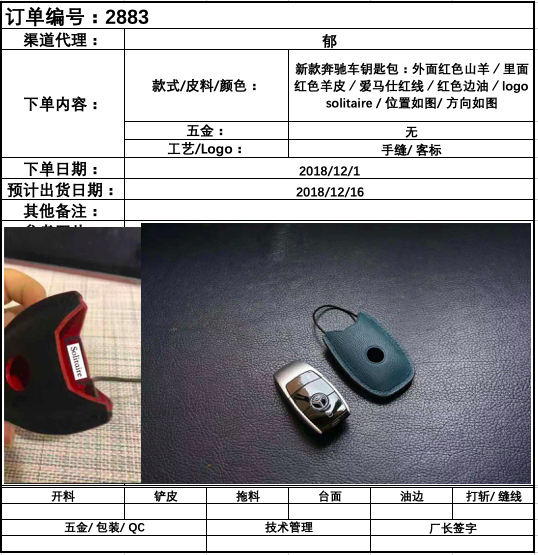 订单编号：2883
渠道代理：
郁
下单内容：
款式/皮料/颜色：
新款奔驰车钥匙包：外面红色山羊 / 里面
红色羊皮 / 爱马仕红线 / 红色边油 / logo
solitaire / 位置如图/ 方向如图
五金：
无
工艺/Logo：
手缝/ 客标
下单日期：
2018/12/1
预计出货日期：
2018/12/16
其他备注：
Solitaire
开料
铲皮
拖料
台面
油边
打斩 / 缝线
五金/ 包装/ QC
技术管理
厂长签字